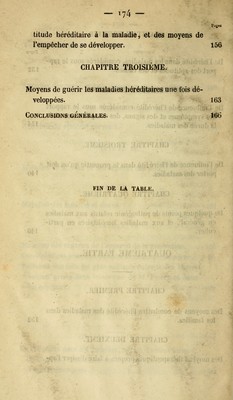 — 174 —
Pages
titude héréditaire à la maladie, et des moyens de
l'empêcher de se développer. 156
CHAPITRE TROISIÈME.
Moyens de guérir les maladies héréditaires une fois dé-
veloppées. 163
CONCLUSIONS GÉNÉRALES. 166
FIN DE LA TABLE.